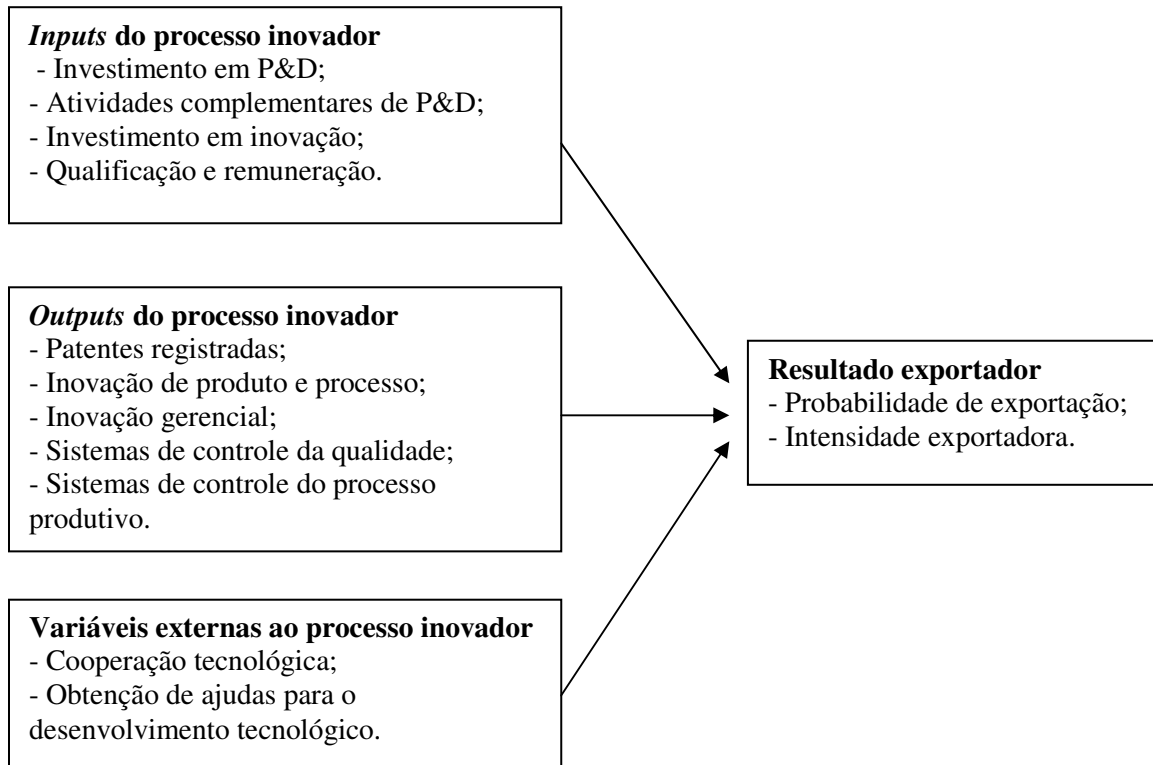 Inputs do processo inovador
- Investimento em P&D;
- Atividades complementares de P&D;
- Investimento em inovação;
- Qualificação e remuneração.
Outputs do processo inovador
- Patentes registradas;
- Inovação de produto e processo;
- Inovação gerencial;
- Sistemas de controle da qualidade;
- Sistemas de controle do processo
produtivo.
Resultado exportador
- Probabilidade de exportação;
- Intensidade exportadora.
Variáveis externas ao processo inovador
- Cooperação tecnológica;
- Obtenção de ajudas para o
desenvolvimento tecnológico.